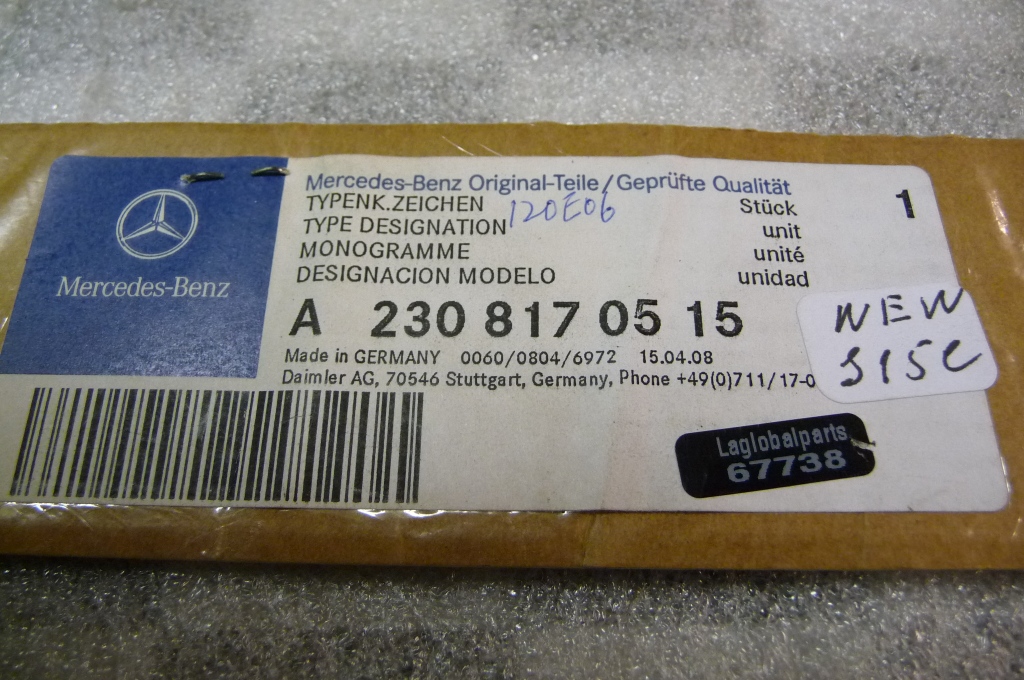 Mercedes-Benz
Mercedes-Benz Original-Teile/Geprüfte Qualität
TYPENK.ZEICHEN 120E06 Stück 1
TYPE DESIGNATION unit
MONOGRAMME unité
DESIGNACION MODELO unidad
A 230 817 05 15
Made in GERMANY 0060/0804/6972 15.04.08
Daimler AG, 70546 Stuttgart, Germany, Phone +49(0)711/17-0
NEW
515C
Laglobalparts
67738